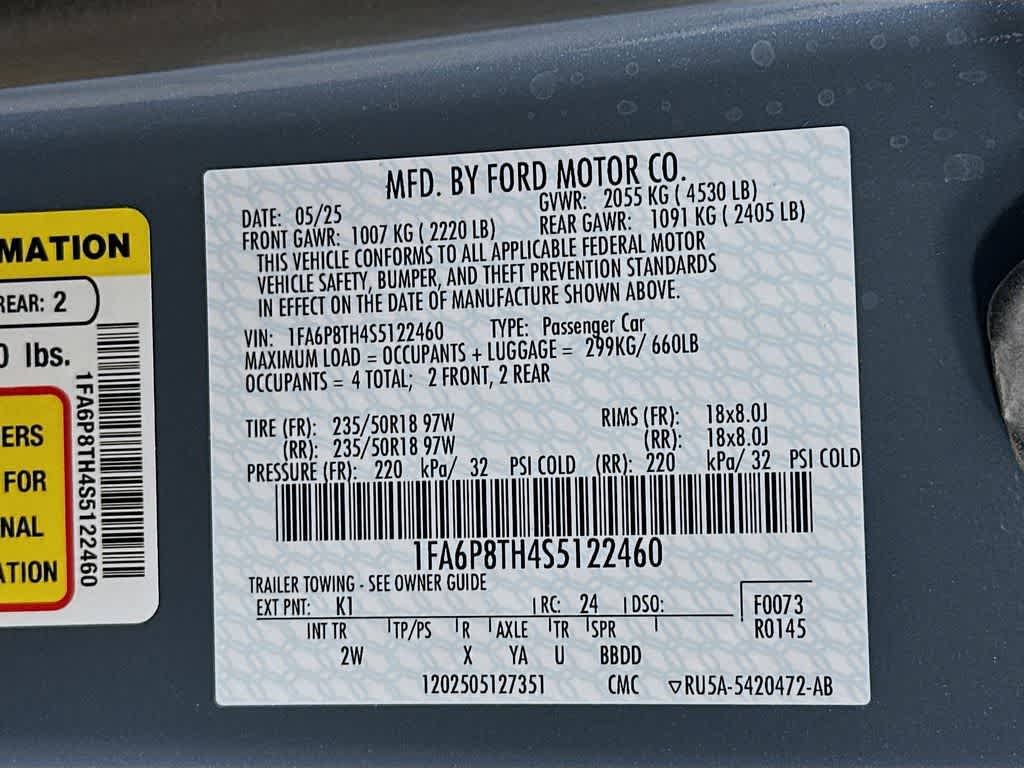 MFD. BY FORD MOTOR CO.
DATE: 05/25 GVWR: 2055 KG ( 4530 LB)
FRONT GAWR: 1007 KG ( 2220 LB) REAR GAWR: 1091 KG ( 2405 LB)
THIS VEHICLE CONFORMS TO ALL APPLICABLE FEDERAL MOTOR
VEHICLE SAFETY, BUMPER, AND THEFT PREVENTION STANDARDS
IN EFFECT ON THE DATE OF MANUFACTURE SHOWN ABOVE.
VIN: 1FA6P8TH4S5122460 TYPE: Passenger Car
MAXIMUM LOAD = OCCUPANTS + LUGGAGE = 299KG/ 660LB
OCCUPANTS = 4 TOTAL; 2 FRONT, 2 REAR
TIRE (FR): 235/50R18 97W RIMS (FR): 18x8.0J
(RR): 235/50R18 97W (RR): 18x8.0J
PRESSURE (FR): 220 kPa/ 32 PSI COLD (RR): 220 kPa/ 32 PSI COLD
1FA6P8TH4S5122460
TRAILER TOWING - SEE OWNER GUIDE
EXT PNT: K1 RC: 24 DSO: F0073
INT TR TP/PS R AXLE TR SPR R0145
2W X YA U BBDD
1202505127351 CMC ▽RU5A-5420472-AB
MATION
REAR: 2
0 lbs.
1FA6P8TH4S5122460
ERS
FOR
NAL
ATION